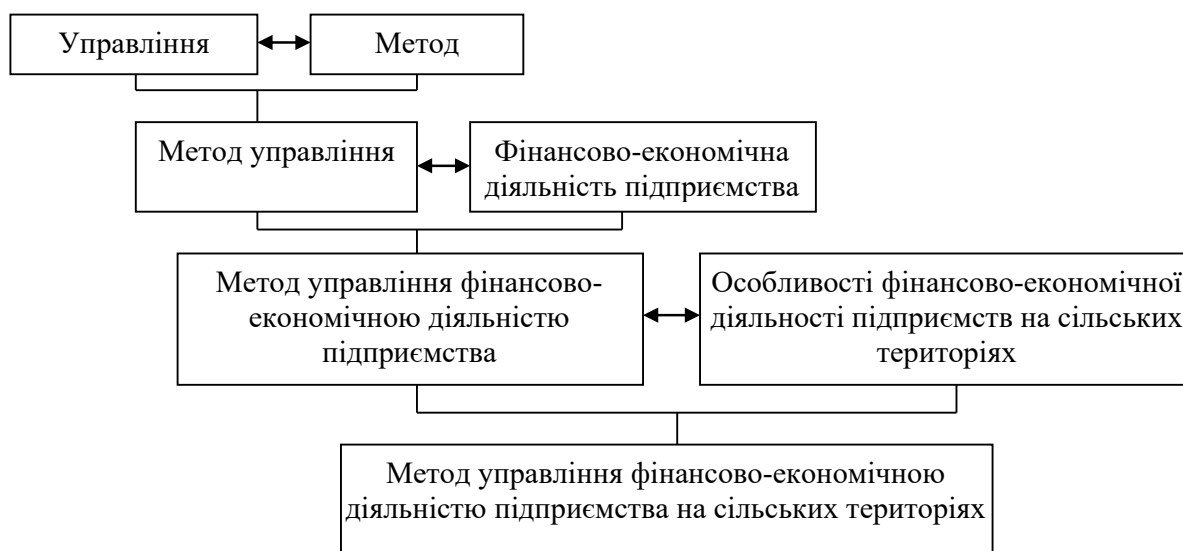 Управління
Метод
Метод управління
Фінансово-економічна
діяльність підприємства
Метод управління фінансово-
економічною діяльністю
підприємства
Особливості фінансово-економічної
діяльності підприємств на сільських
територіях
Метод управління фінансово-економічною
діяльністю підприємства на сільських територіях